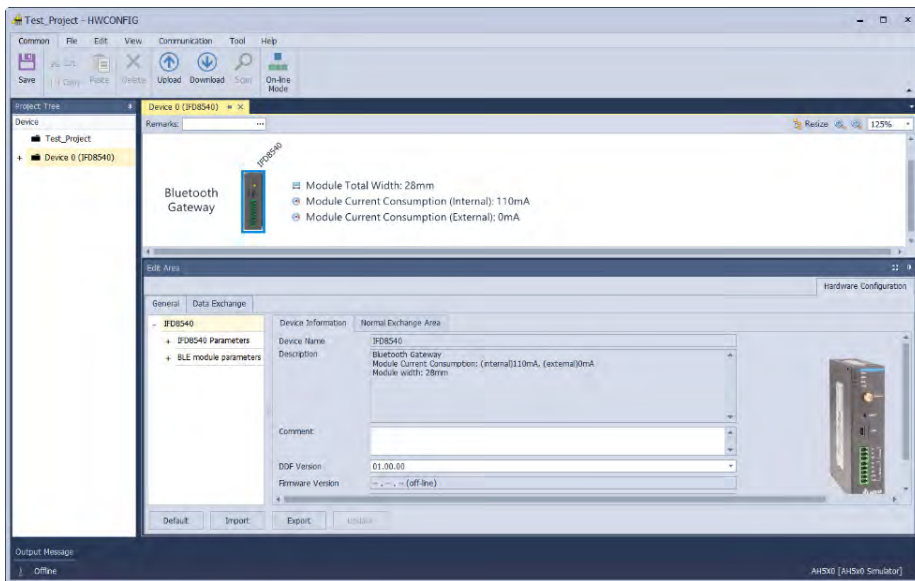 Test_Project - HWCONFIG
Common File Edit View Communication Tool Help
Cut
Save Copy Paste Delete Upload Download Scan On-line Mode
Project Tree
Device 0 (IFD8540)
Device
Remarks: ...
Resize 125%
Test_Project
Device 0 (IFD8540)
IFD8540
Bluetooth Gateway
Module Total Width: 28mm
Module Current Consumption (Internal): 110mA
Module Current Consumption (External): 0mA
Edit Area
Hardware Configuration
General Data Exchange
IFD8540
IFD8540 Parameters
BLE module parameters
Device Information Normal Exchange Area
Device Name IFD8540
Description Bluetooth Gateway
Module Current Consumption: (internal)110mA, (external)0mA
Module width: 28mm
Comment
DDF Version 01.00.00
Firmware Version --.--.-- (off-line)
Default Import Export Update
Output Message
Offline
AH5X0 [AH5x0 Simulator]